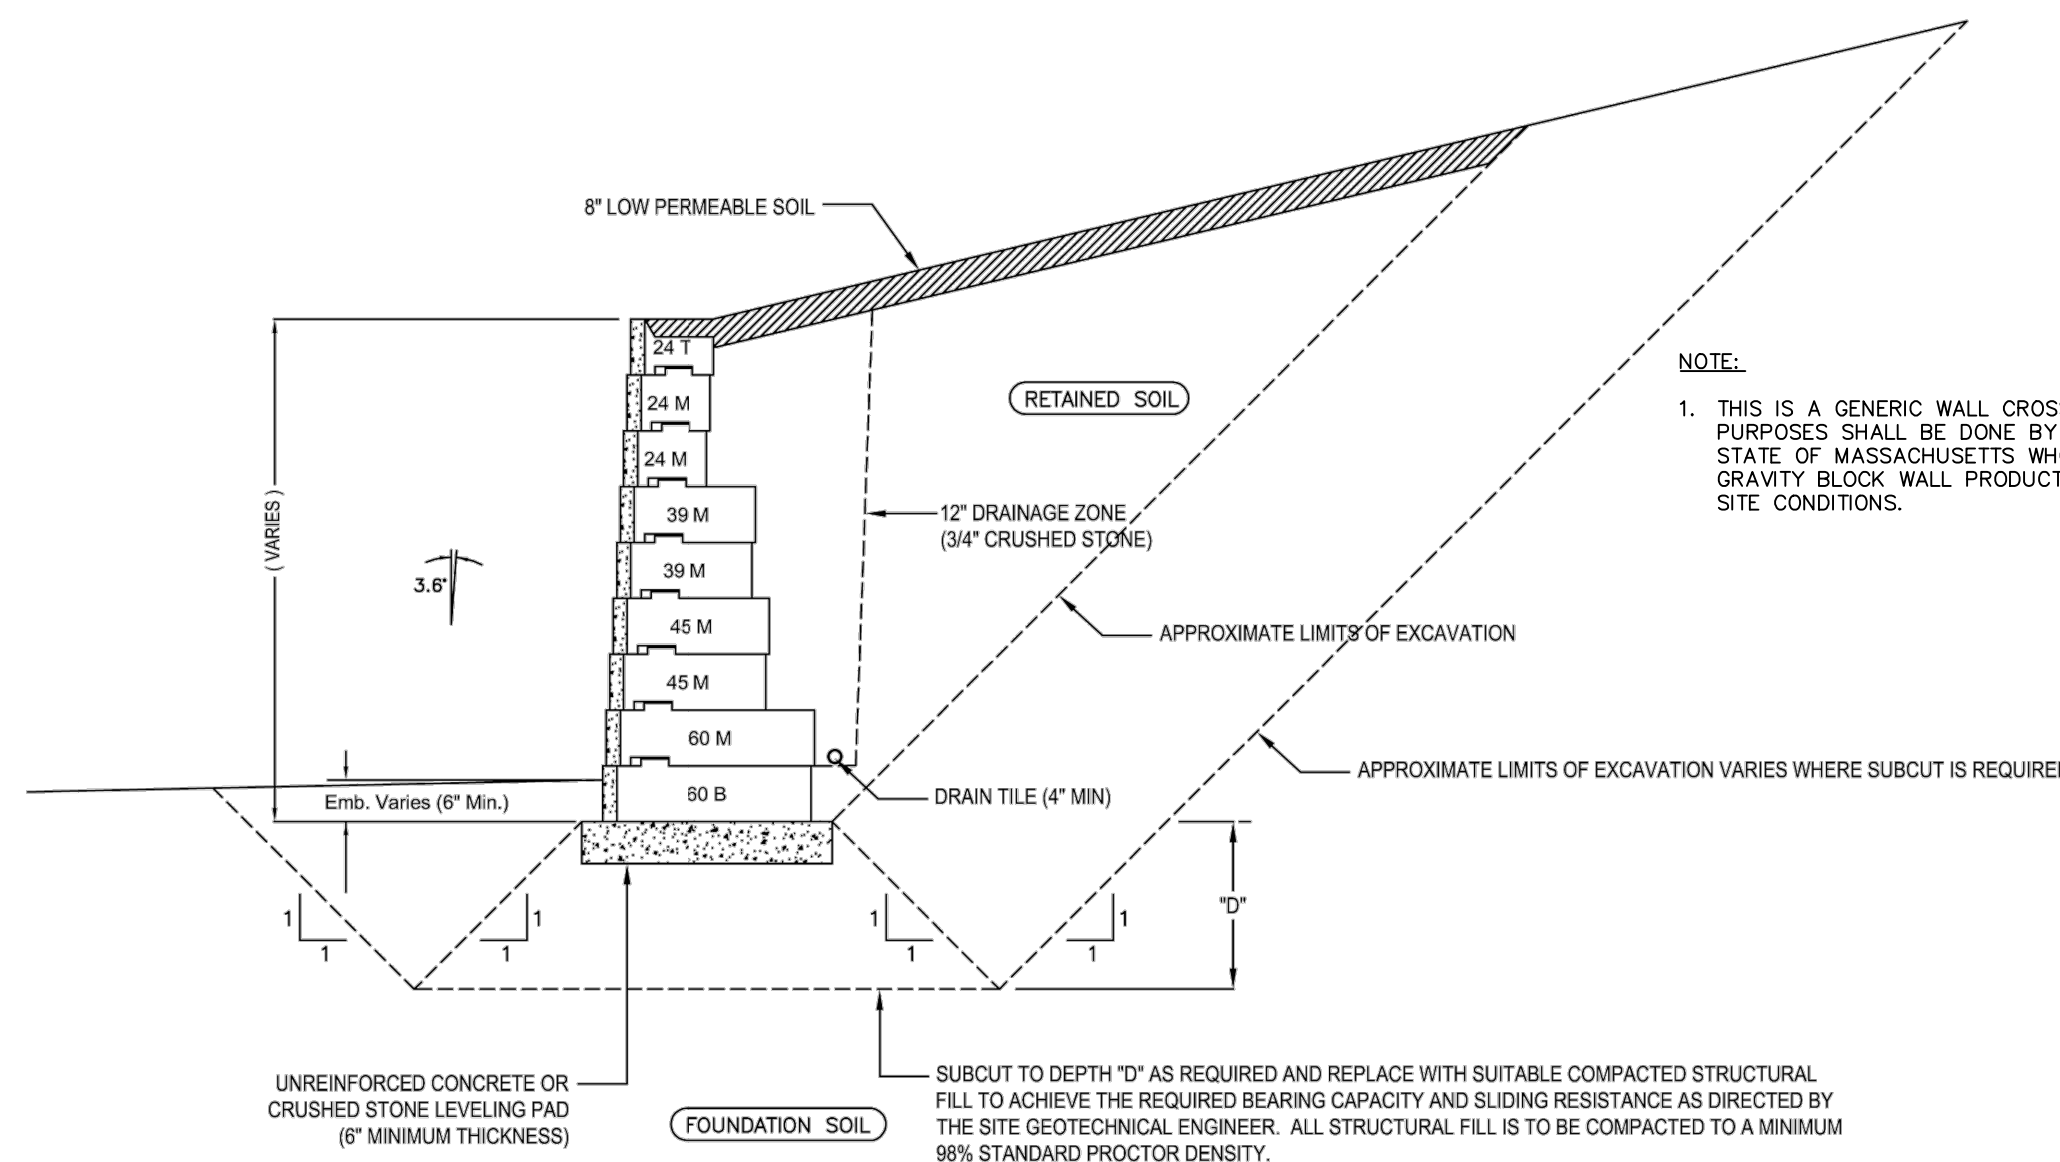 8" LOW PERMEABLE SOIL
24 T
24 M
24 M
39 M
39 M
45 M
45 M
60 M
60 B
( VARIES )
3.6°
Emb. Varies (6" Min.)
RETAINED SOIL
12" DRAINAGE ZONE
(3/4" CRUSHED STONE)
APPROXIMATE LIMITS OF EXCAVATION
APPROXIMATE LIMITS OF EXCAVATION VARIES WHERE SUBCUT IS
DRAIN TILE (4" MIN)
NOTE:
1. THIS IS A GENERIC WALL
PURPOSES SHALL BE DONE BY
STATE OF MASSACHUSETTS
GRAVITY BLOCK WALL
SITE CONDITIONS.
"D"
1
1
1
1
1
1
1
1
UNREINFORCED CONCRETE OR
CRUSHED STONE LEVELING PAD
(6" MINIMUM THICKNESS)
FOUNDATION SOIL
SUBCUT TO DEPTH "D" AS REQUIRED AND REPLACE WITH SUITABLE COMPACTED STRUCTURAL
FILL TO ACHIEVE THE REQUIRED BEARING CAPACITY AND SLIDING RESISTANCE AS DIRECTED BY
THE SITE GEOTECHNICAL ENGINEER. ALL STRUCTURAL FILL IS TO BE COMPACTED TO A MINIMUM
98% STANDARD PROCTOR DENSITY.